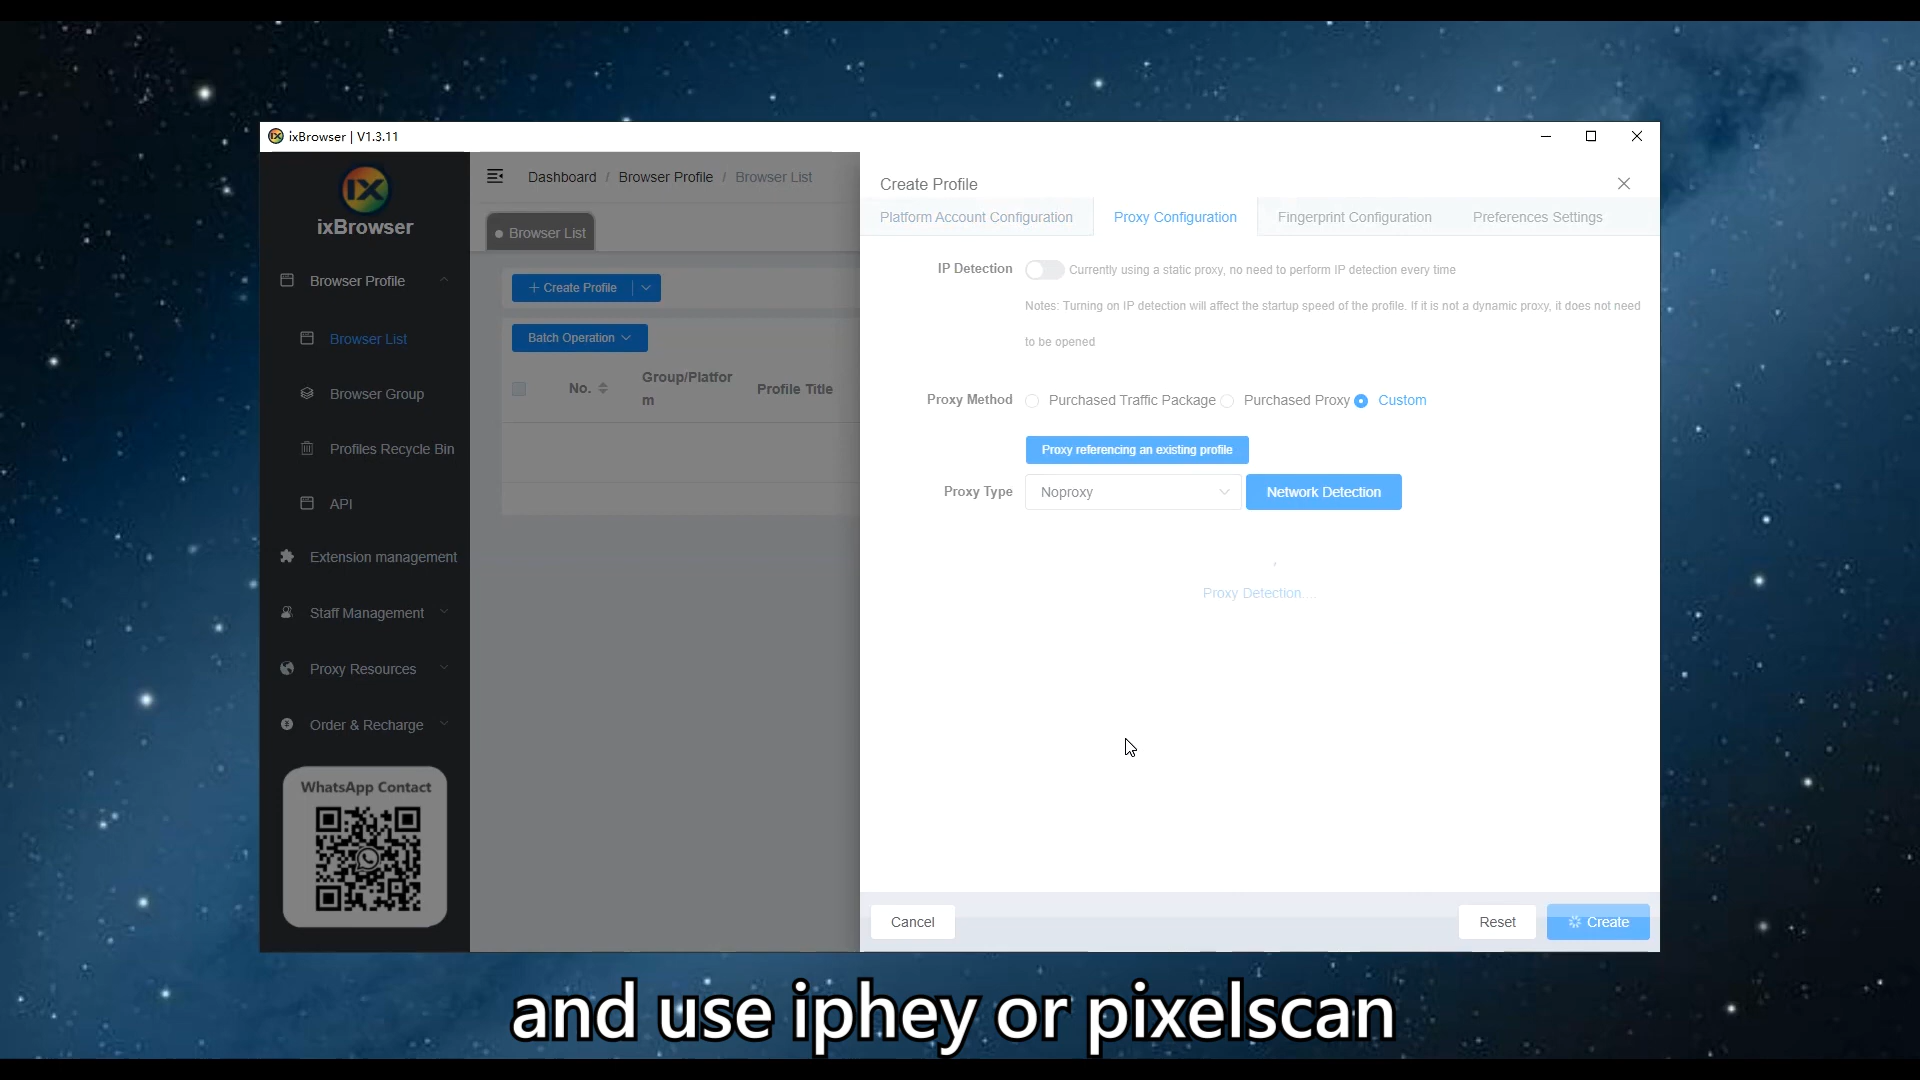 ixBrowser | V1.3.11
IX
ixBrowser
Browser Profile
Browser List
Browser Group
Profiles Recycle Bin
API
Extension management
Staff Management
Proxy Resources
Order & Recharge
WhatsApp Contact
Dashboard / Browser Profile / Browser List
Browser List
+ Create Profile
Batch Operation
No.
Group/Platfor
m
Profile Title
Create Profile
Platform Account Configuration
Proxy Configuration
Fingerprint Configuration
Preferences Settings
IP Detection
Currently using a static proxy, no need to perform IP detection every time
Notes: Turning on IP detection will affect the startup speed of the profile. If it is not a dynamic proxy, it does not need
to be opened
Proxy Method
Purchased Traffic Package
Purchased Proxy
Custom
Proxy referencing an existing profile
Proxy Type
Noproxy
Network Detection
Proxy Detection....
Cancel
Reset
Create
and use iphey or pixelscan